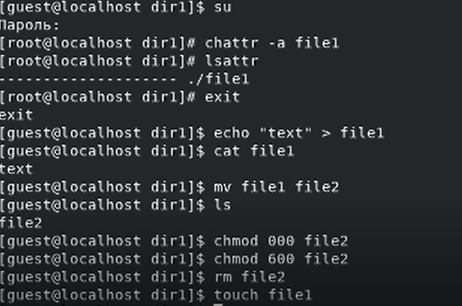 [guest@localhost dir1]$ su
Пароль:
[root@localhost dir1]# chattr -a file1
[root@localhost dir1]# lsattr
-------------------- ./file1
[root@localhost dir1]# exit
exit
[guest@localhost dir1]$ echo "text" > file1
[guest@localhost dir1]$ cat file1
text
[guest@localhost dir1]$ mv file1 file2
[guest@localhost dir1]$ ls
file2
[guest@localhost dir1]$ chmod 000 file2
[guest@localhost dir1]$ chmod 600 file2
[guest@localhost dir1]$ rm file2
[guest@localhost dir1]$ touch file1